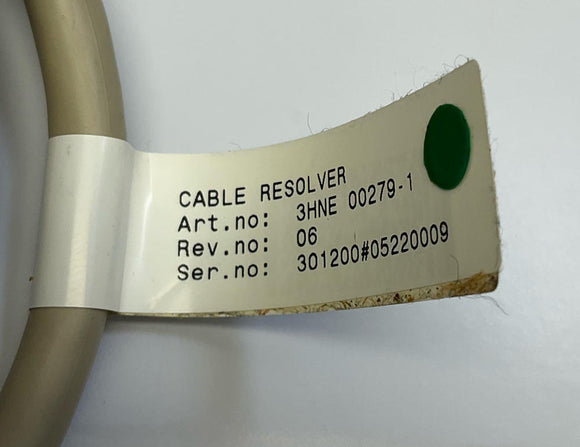 CABLE RESOLVER
Art.no: 3HNE 00279-1
Rev.no: 06
Ser.no: 301200#05220009